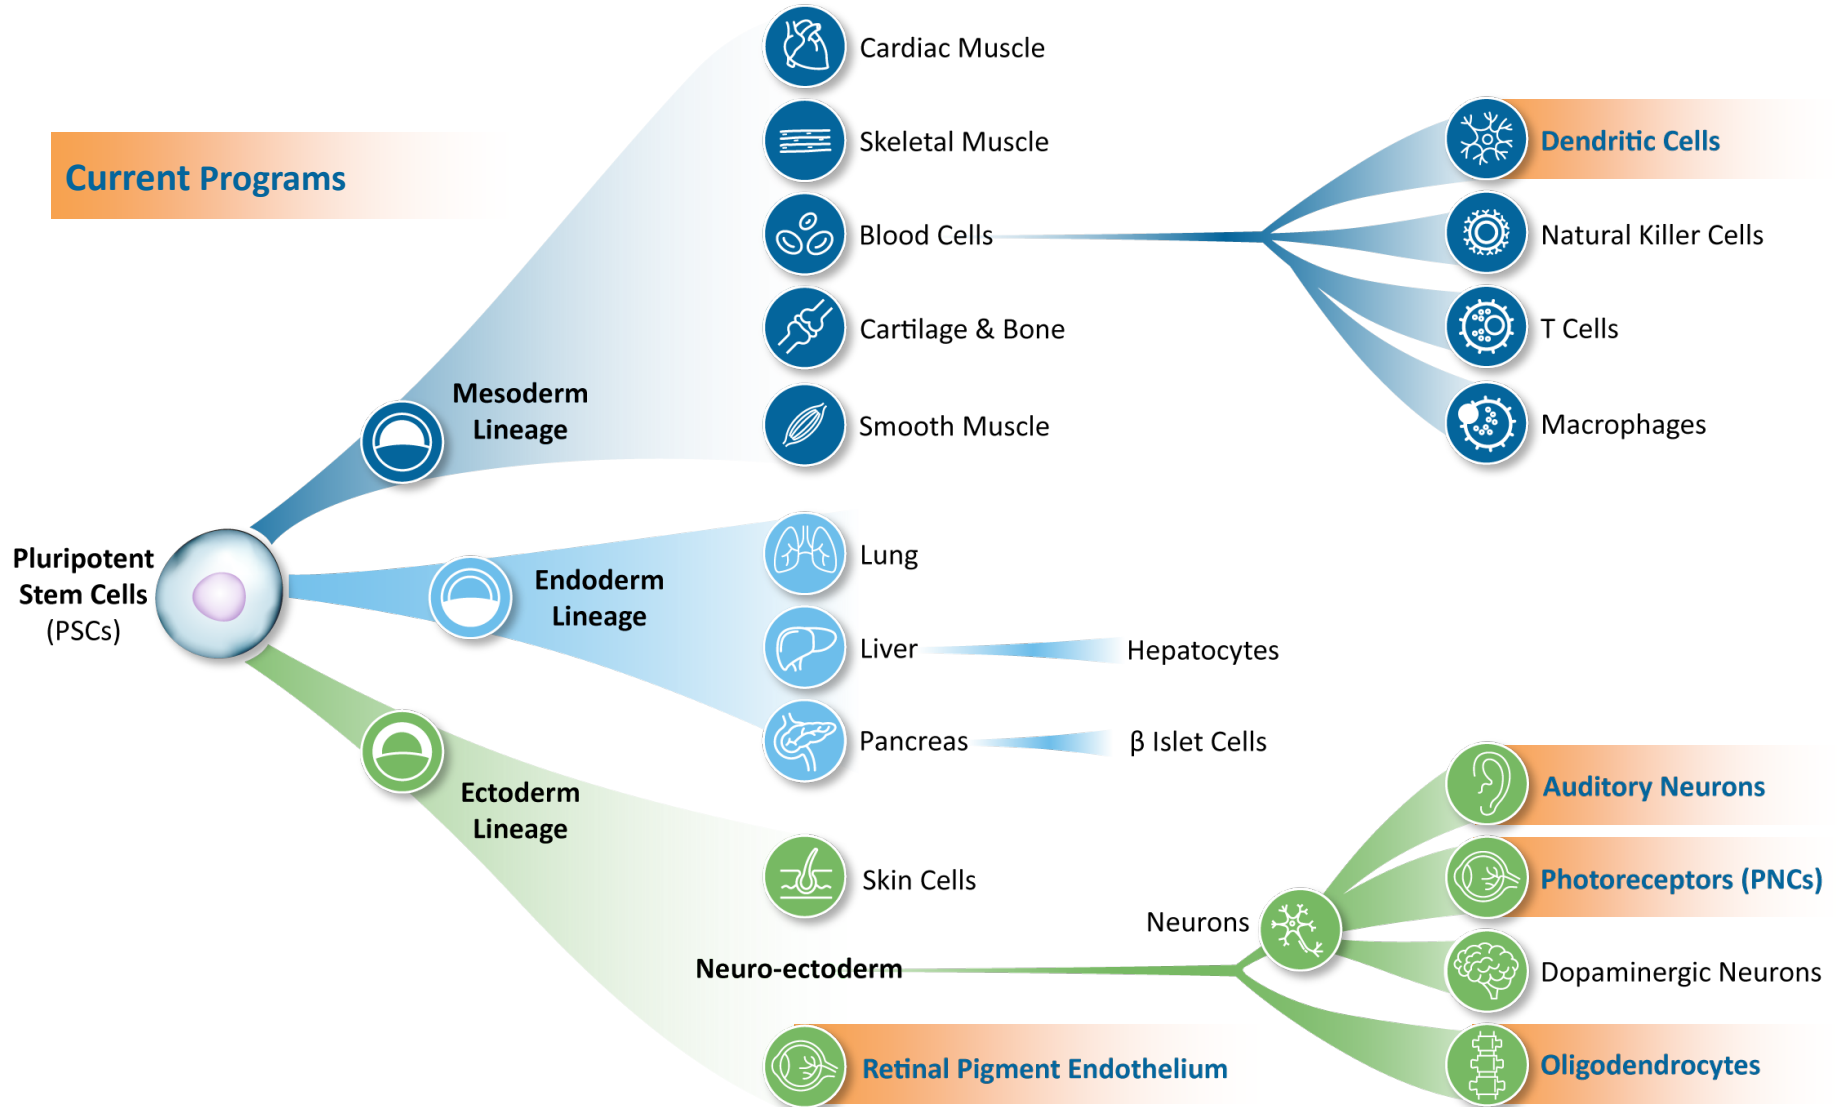 Current Programs
Pluripotent
Stem Cells
(PSCs)
Mesoderm
Lineage
Cardiac Muscle
Skeletal Muscle
Blood Cells
Cartilage & Bone
Smooth Muscle
Dendritic Cells
Natural Killer Cells
T Cells
Macrophages
Endoderm
Lineage
Lung
Liver
Hepatocytes
Pancreas
β Islet Cells
Ectoderm
Lineage
Skin Cells
Neuro-ectoderm
Neurons
Auditory Neurons
Photoreceptors (PNCs)
Dopaminergic Neurons
Oligodendrocytes
Retinal Pigment Endothelium